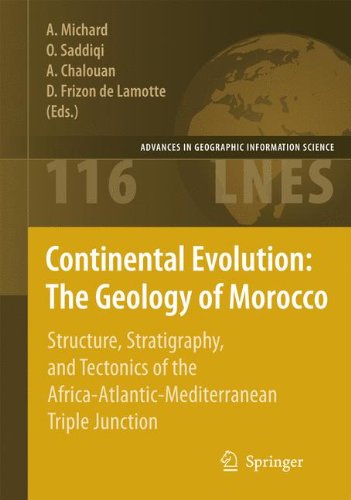 A. Michard
O. Saddiqi
A. Chalouan
D. Frizon de Lamotte
(Eds.)
ADVANCES IN GEOGRAPHIC INFORMATION SCIENCE
116 LNES
Continental Evolution:
The Geology of Morocco
Structure, Stratigraphy,
and Tectonics of the
Africa-Atlantic-Mediterranean
Triple Junction
Springer